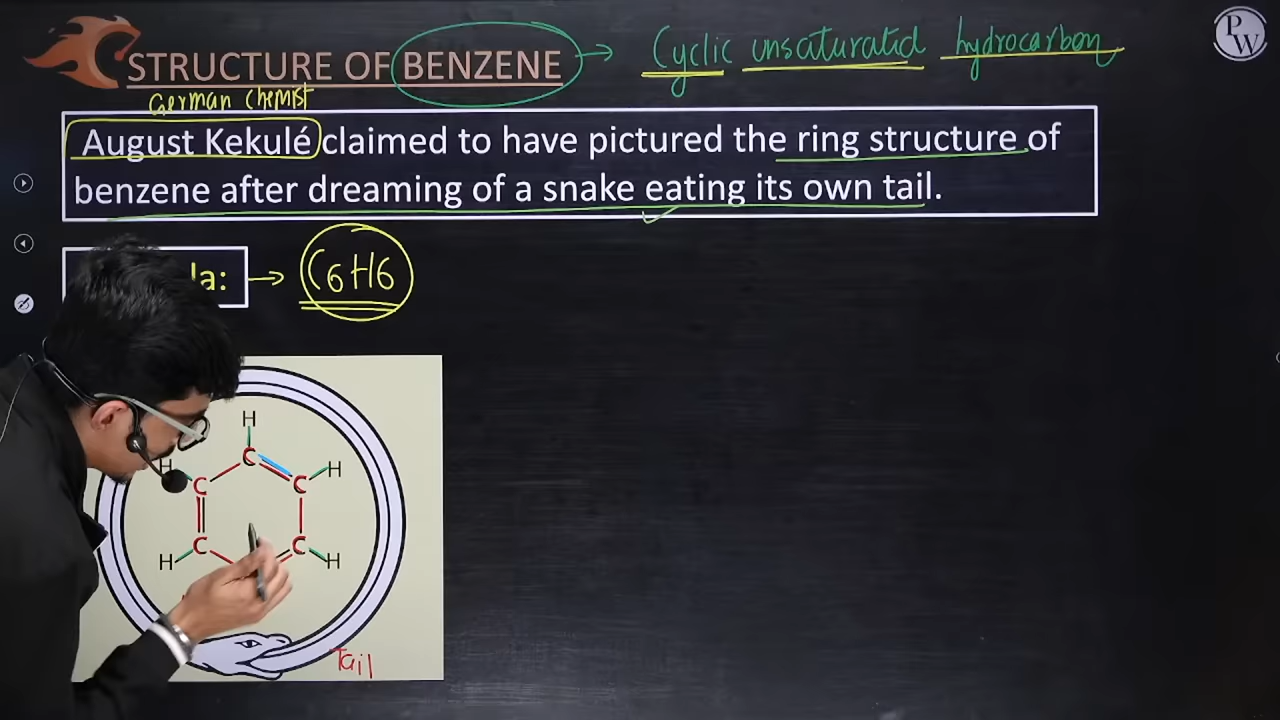 STRUCTURE OF BENZENE → Cyclic unsaturated hydrocarbon
German chemist
August Kekulé claimed to have pictured the ring structure of
benzene after dreaming of a snake eating its own tail.
la: → C6H6
H
H C C H
C
H C C H
Tail
PW